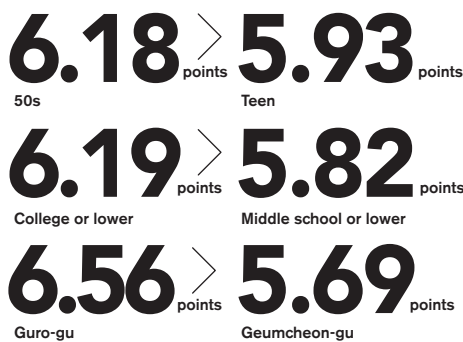 6.18 points > 5.93 points
50s Teen
6.19 points > 5.82 points
College or lower Middle school or lower
6.56 points > 5.69 points
Guro-gu Geumcheon-gu